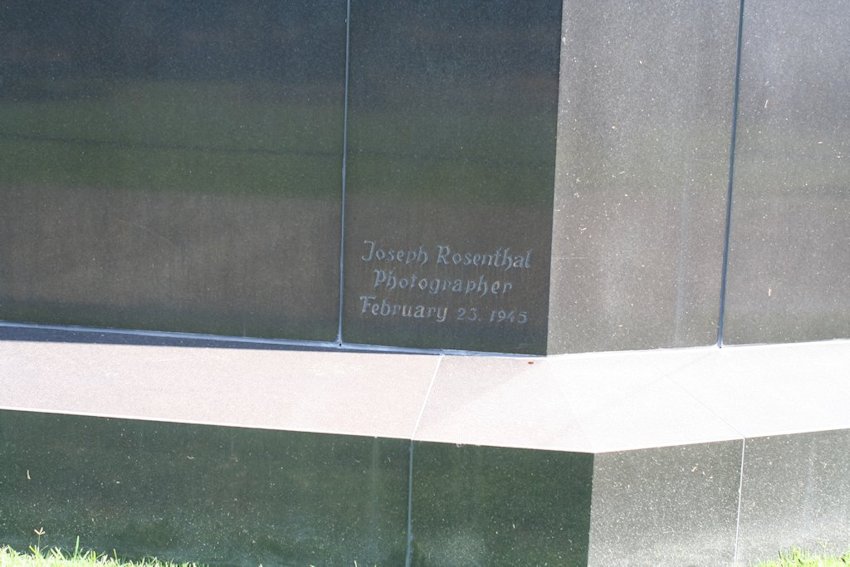 Joseph Rosenthal
Photographer
February 23, 1945